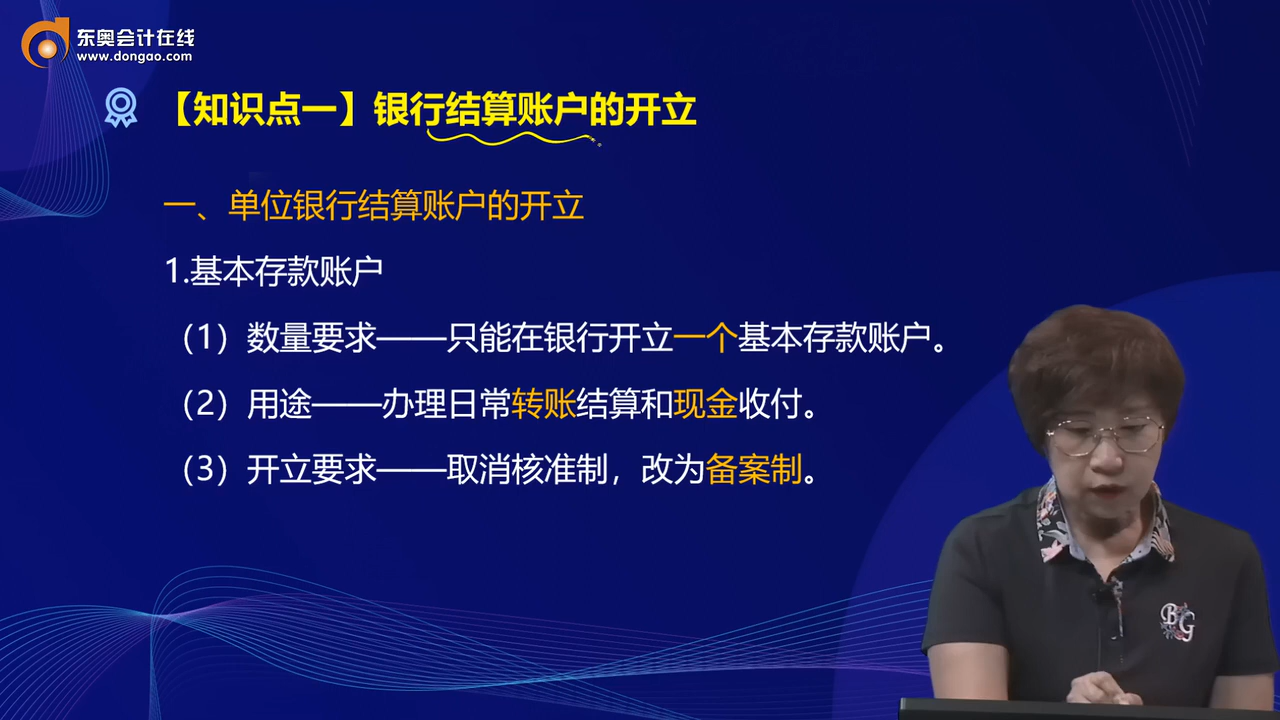 东奥会计在线
www.dongao.com
【知识点一】银行结算账户的开立
一、单位银行结算账户的开立
1.基本存款账户
（1）数量要求——只能在银行开立一个基本存款账户。
（2）用途——办理日常转账结算和现金收付。
（3）开立要求——取消核准制，改为备案制。
BG